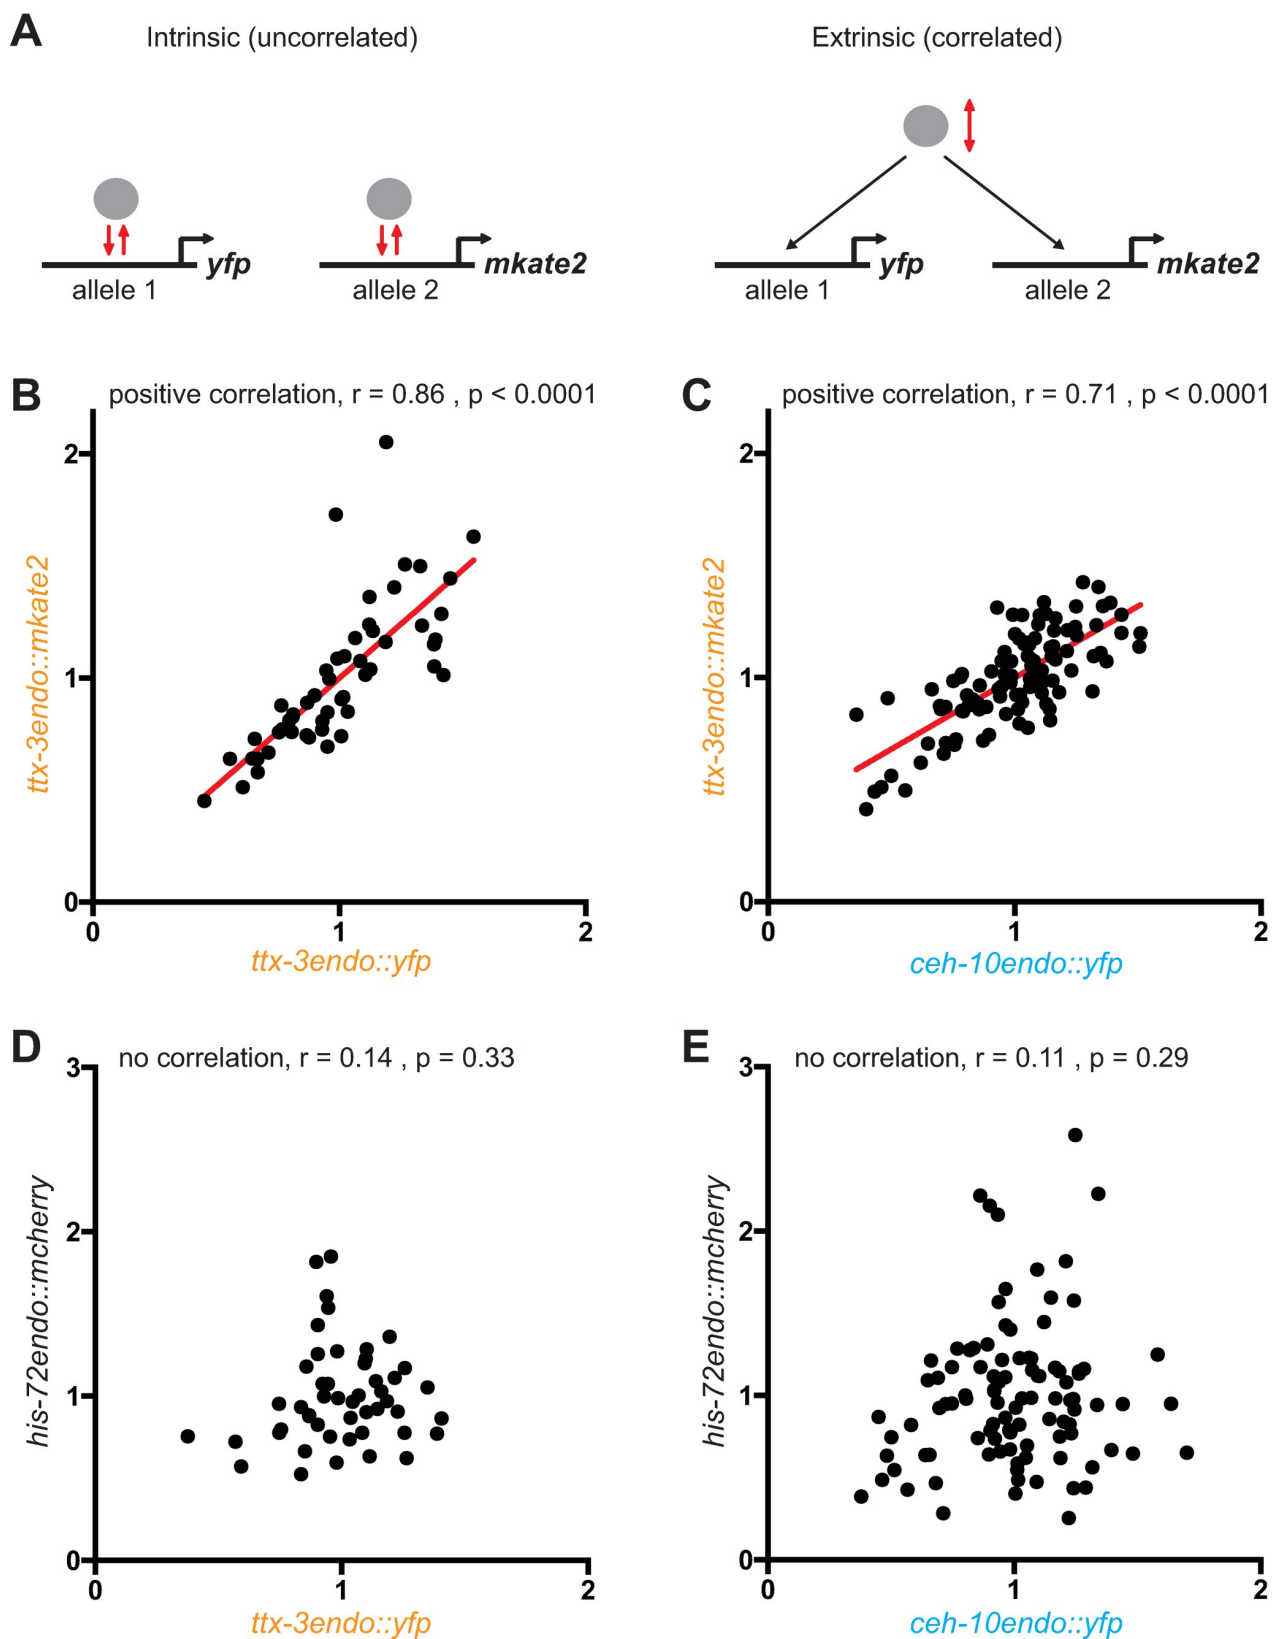 A
Intrinsic (uncorrelated)
Extrinsic (correlated)
yfp
mkate2
allele 1
allele 2
yfp
mkate2
allele 1
allele 2
B
positive correlation, r = 0.86 , p < 0.0001
2
1
0
0
1
2
ttx-3endo::mkate2
ttx-3endo::yfp
C
positive correlation, r = 0.71 , p < 0.0001
2
1
0
0
1
2
ttx-3endo::mkate2
ceh-10endo::yfp
D
no correlation, r = 0.14 , p = 0.33
3
2
1
0
0
1
2
his-72endo::mcherry
ttx-3endo::yfp
E
no correlation, r = 0.11 , p = 0.29
3
2
1
0
0
1
2
his-72endo::mcherry
ceh-10endo::yfp